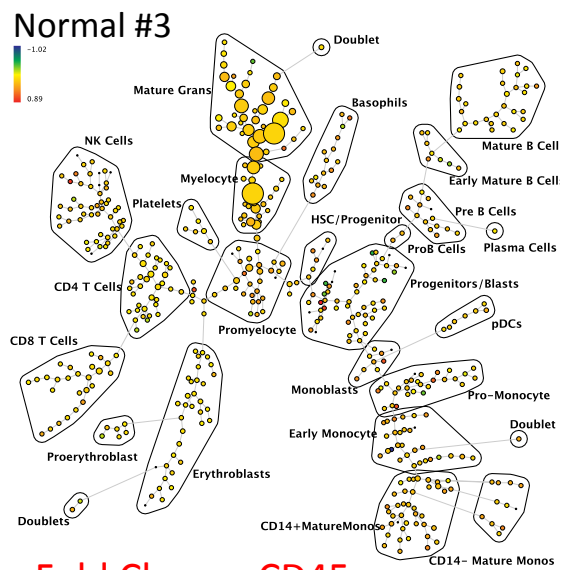 Normal #3
-1.02
0.89
Doublet
Mature Grans
Basophils
NK Cells
Mature B Cell
Myelocyte
Early Mature B Cell
Platelets
HSC/Progenitor
Pre B Cells
ProB Cells
Plasma Cells
CD4 T Cells
Progenitors/Blasts
Promyelocyte
pDCs
CD8 T Cells
Monoblasts
Pro-Monocyte
Doublet
Early Monocyte
Proerythroblast
Erythroblasts
Doublets
CD14+MatureMonos
CD14- Mature Monos